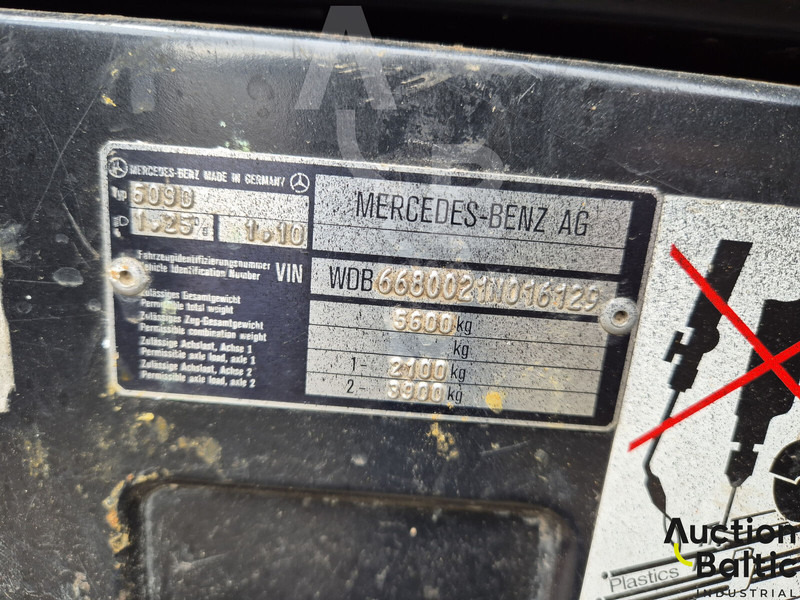 MERCEDES-BENZ MADE IN GERMANY
Typ 609D
1.25% 1.10
MERCEDES-BENZ AG
Fahrzeugidentifizierungsnummer
Vehicle Identification Number VIN
WDB6680021N016129
Zulässiges Gesamtgewicht
Permissible total weight
5600 kg
Zulässiges Zug-Gesamtgewicht
Permissible combination weight
kg
Zulässige Achslast, Achse 1
Permissible axle load, axle 1
1- 2100 kg
Zulässige Achslast, Achse 2
Permissible axle load, axle 2
2- 3900 kg
Plastics
Auction
Baltic
INDUSTRIAL